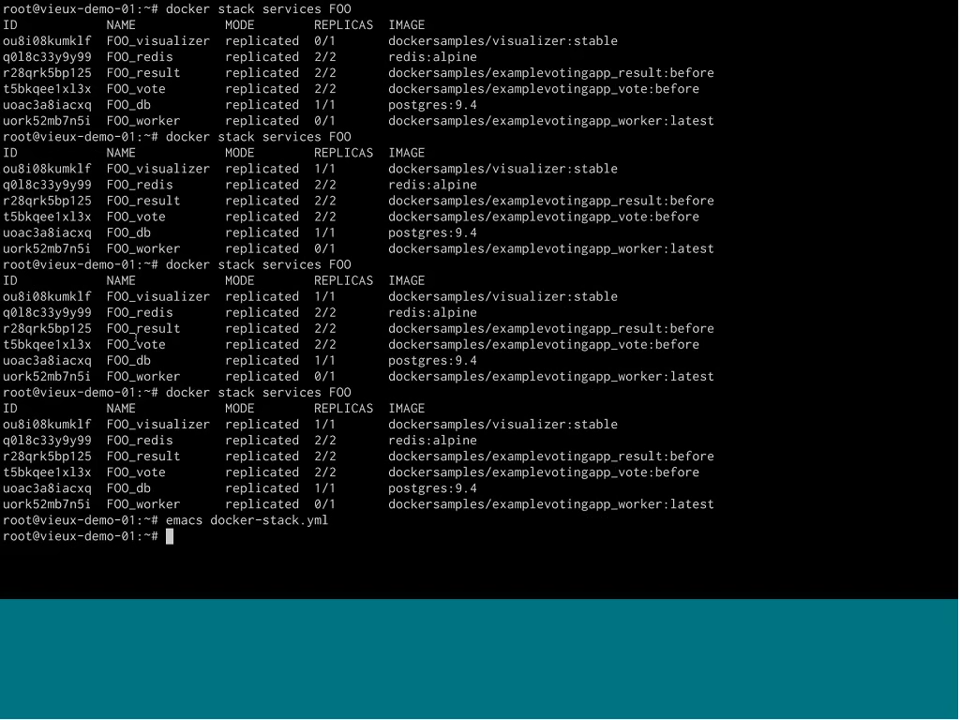 root@vieux-demo-01:~# docker stack services FOO
ID NAME MODE REPLICAS IMAGE
ou8i08kumklf FOO_visualizer replicated 0/1 dockersamples/visualizer:stable
q0l8c33y9y99 FOO_redis replicated 2/2 redis:alpine
r28qrk5bp125 FOO_result replicated 2/2 dockersamples/examplevotingapp_result:before
t5bkqee1xl3x FOO_vote replicated 2/2 dockersamples/examplevotingapp_vote:before
uoac3a8iacxq FOO_db replicated 1/1 postgres:9.4
uork52mb7n5i FOO_worker replicated 0/1 dockersamples/examplevotingapp_worker:latest
root@vieux-demo-01:~# docker stack services FOO
ID NAME MODE REPLICAS IMAGE
ou8i08kumklf FOO_visualizer replicated 1/1 dockersamples/visualizer:stable
q0l8c33y9y99 FOO_redis replicated 2/2 redis:alpine
r28qrk5bp125 FOO_result replicated 2/2 dockersamples/examplevotingapp_result:before
t5bkqee1xl3x FOO_vote replicated 2/2 dockersamples/examplevotingapp_vote:before
uoac3a8iacxq FOO_db replicated 1/1 postgres:9.4
uork52mb7n5i FOO_worker replicated 0/1 dockersamples/examplevotingapp_worker:latest
root@vieux-demo-01:~# docker stack services FOO
ID NAME MODE REPLICAS IMAGE
ou8i08kumklf FOO_visualizer replicated 1/1 dockersamples/visualizer:stable
q0l8c33y9y99 FOO_redis replicated 2/2 redis:alpine
r28qrk5bp125 FOO_result replicated 2/2 dockersamples/examplevotingapp_result:before
t5bkqee1xl3x FOO_vote replicated 2/2 dockersamples/examplevotingapp_vote:before
uoac3a8iacxq FOO_db replicated 1/1 postgres:9.4
uork52mb7n5i FOO_worker replicated 0/1 dockersamples/examplevotingapp_worker:latest
root@vieux-demo-01:~# docker stack services FOO
ID NAME MODE REPLICAS IMAGE
ou8i08kumklf FOO_visualizer replicated 1/1 dockersamples/visualizer:stable
q0l8c33y9y99 FOO_redis replicated 2/2 redis:alpine
r28qrk5bp125 FOO_result replicated 2/2 dockersamples/examplevotingapp_result:before
t5bkqee1xl3x FOO_vote replicated 2/2 dockersamples/examplevotingapp_vote:before
uoac3a8iacxq FOO_db replicated 1/1 postgres:9.4
uork52mb7n5i FOO_worker replicated 0/1 dockersamples/examplevotingapp_worker:latest
root@vieux-demo-01:~# emacs docker-stack.yml
root@vieux-demo-01:~#